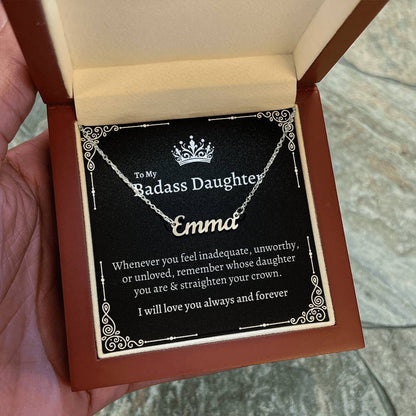 To My
Badass Daughter
Emma
Whenever you feel inadequate, unworthy,
or unloved, remember whose daughter
you are & straighten your crown.
I will love you always and forever